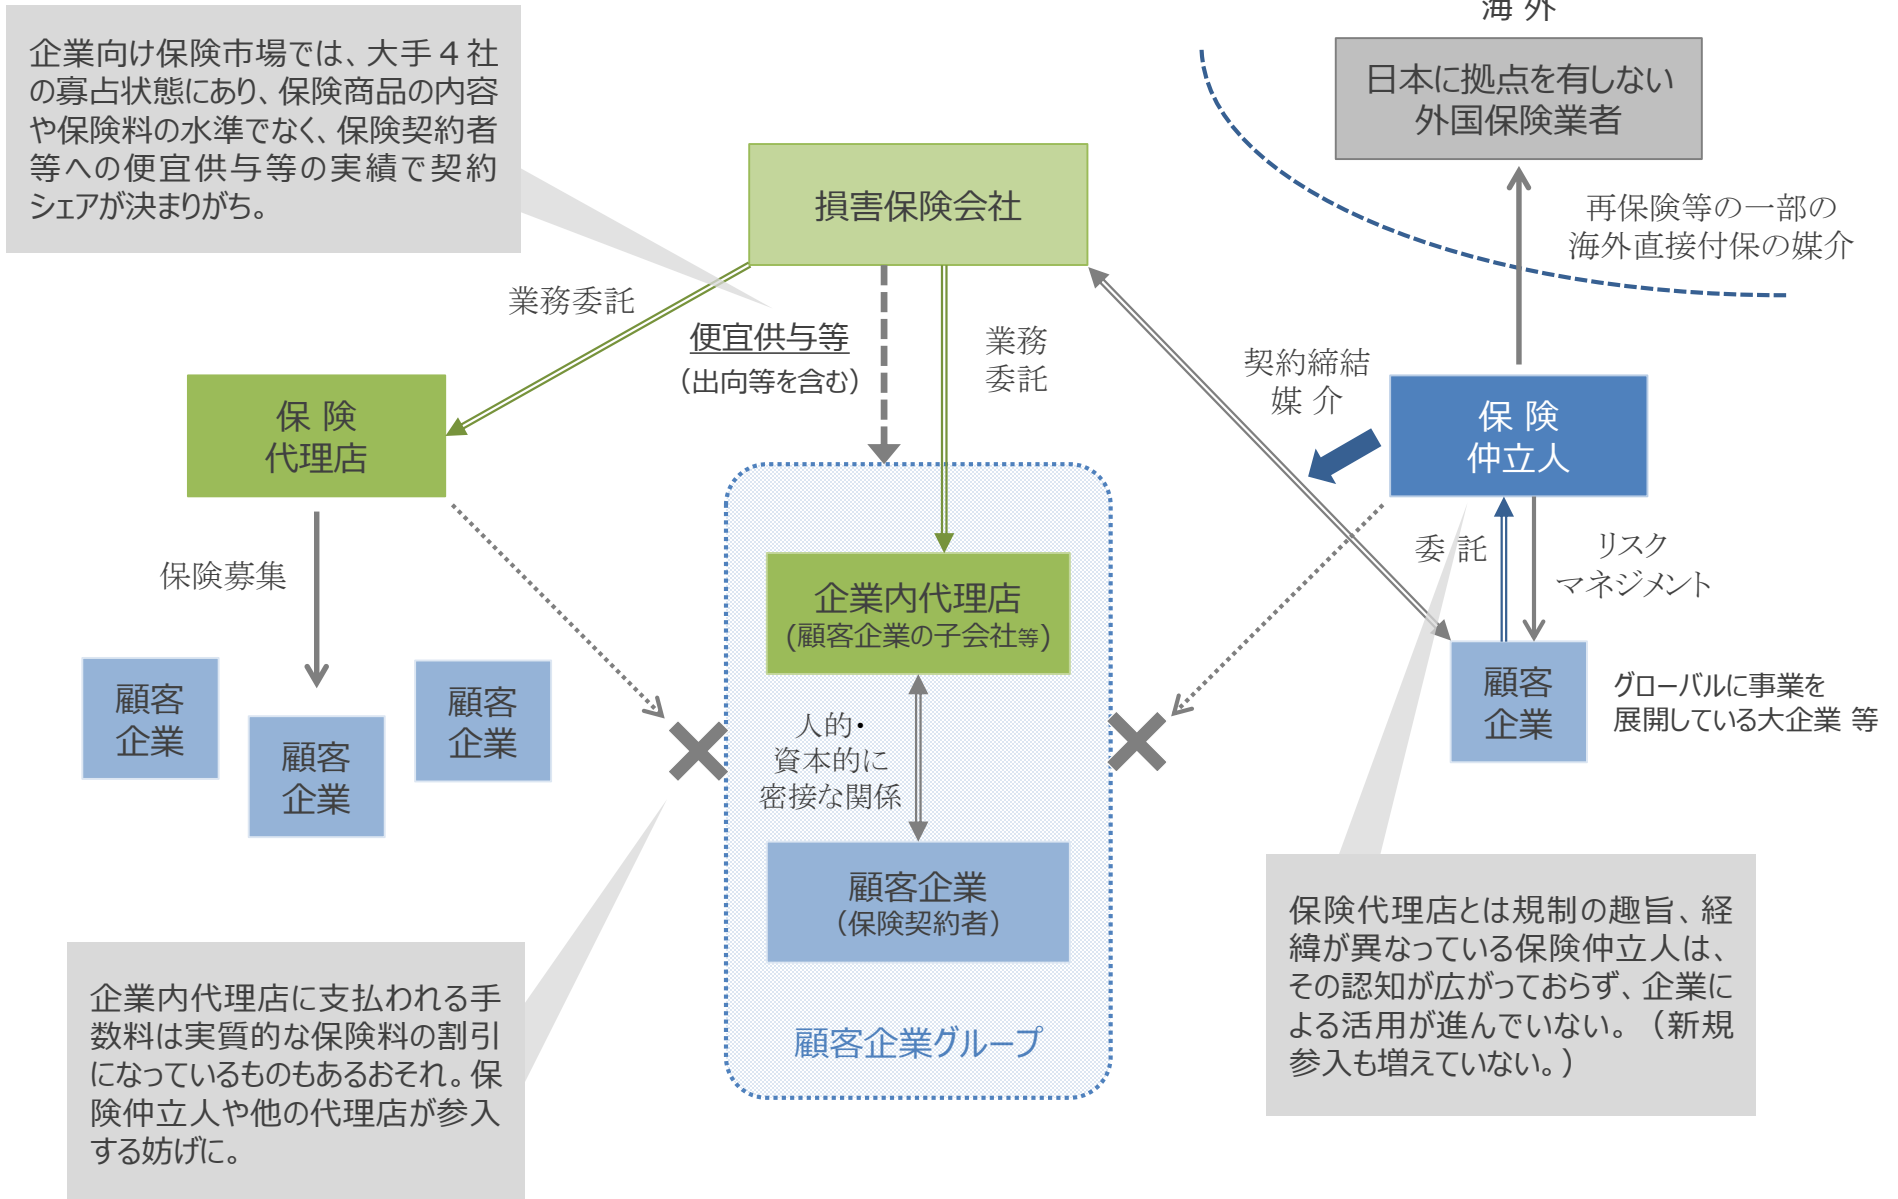 海 外
企業向け保険市場では、大手４社
の寡占状態にあり、保険商品の内容
や保険料の水準でなく、保険契約者
等への便宜供与等の実績で契約
シェアが決まりがち。
日本に拠点を有しない
外国保険業者
損害保険会社
再保険等の一部の
海外直接付保の媒介
業務委託
便宜供与等
（出向等を含む）
業務
委託
契約締結
媒 介
保 険
代理店
保 険
仲立人
保険募集
委 託
リスク
マネジメント
企業内代理店
(顧客企業の子会社等)
顧客
企業
顧客
企業
顧客
企業
人的・
資本的に
密接な関係
顧客
企業
グローバルに事業を
展開している大企業 等
顧客企業
（保険契約者）
顧客企業グループ
企業内代理店に支払われる手
数料は実質的な保険料の割引
になっているものもあるおそれ。保
険仲立人や他の代理店が参入
する妨げに。
保険代理店とは規制の趣旨、経
緯が異なっている保険仲立人は、
その認知が広がっておらず、企業に
よる活用が進んでいない。（新規
参入も増えていない。）